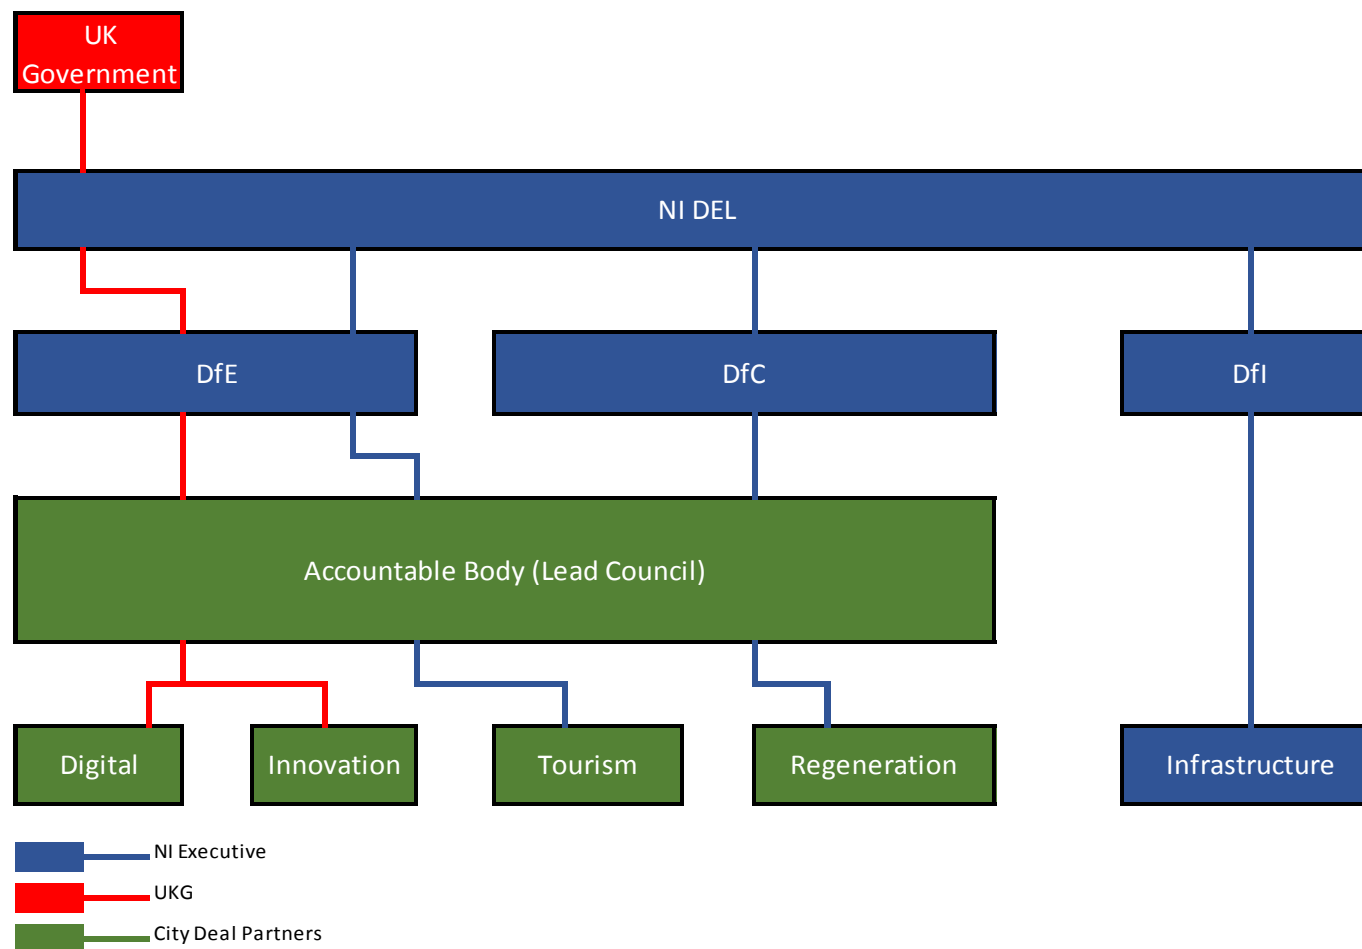 UK
Government
NI DEL
DfE
DfC
DfI
Accountable Body (Lead Council)
Digital
Innovation
Tourism
Regeneration
Infrastructure
NI Executive
UKG
City Deal Partners